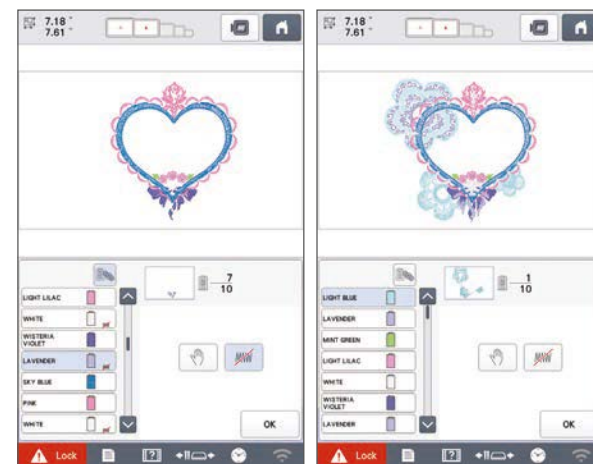 7.18 "
7.61 "
7
10
LIGHT LILAC
WHITE
WISTERIA
VIOLET
LAVENDER
SKY BLUE
PINK
WHITE
OK
Lock
7.18 "
7.61 "
1
10
LIGHT BLUE
LAVENDER
MINT GREEN
LIGHT LILAC
WHITE
WISTERIA
VIOLET
LAVENDER
OK
Lock